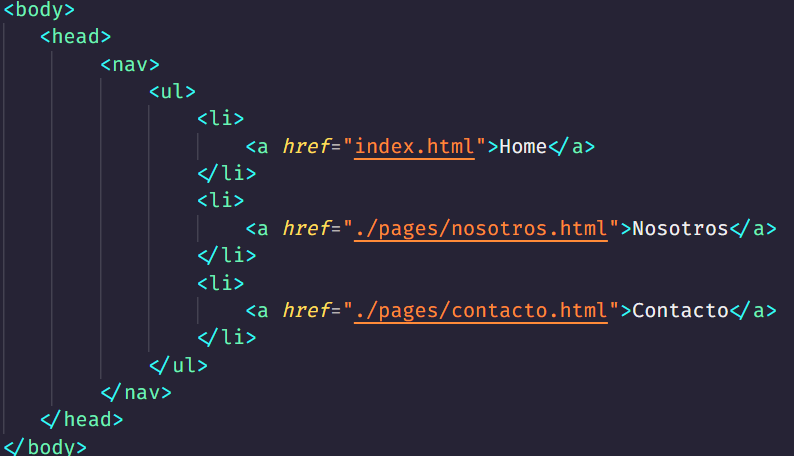 <body>
<head>
<nav>
<ul>
<li>
<a href="index.html">Home</a>
</li>
<li>
<a href="./pages/nosotros.html">Nosotros</a>
</li>
<li>
<a href="./pages/contacto.html">Contacto</a>
</li>
</ul>
</nav>
</head>
</body>